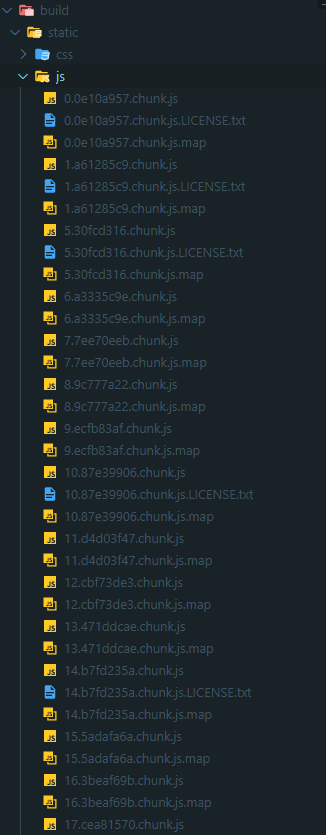 build
static
css
js
0.0e10a957.chunk.js
0.0e10a957.chunk.js.LICENSE.txt
0.0e10a957.chunk.js.map
1.a61285c9.chunk.js
1.a61285c9.chunk.js.LICENSE.txt
1.a61285c9.chunk.js.map
5.30fcd316.chunk.js
5.30fcd316.chunk.js.LICENSE.txt
5.30fcd316.chunk.js.map
6.a3335c9e.chunk.js
6.a3335c9e.chunk.js.map
7.7ee70eeb.chunk.js
7.7ee70eeb.chunk.js.map
8.9c777a22.chunk.js
8.9c777a22.chunk.js.map
9.ecfb83af.chunk.js
9.ecfb83af.chunk.js.map
10.87e39906.chunk.js
10.87e39906.chunk.js.LICENSE.txt
10.87e39906.chunk.js.map
11.d4d03f47.chunk.js
11.d4d03f47.chunk.js.map
12.cbf73de3.chunk.js
12.cbf73de3.chunk.js.map
13.471ddcae.chunk.js
13.471ddcae.chunk.js.map
14.b7fd235a.chunk.js
14.b7fd235a.chunk.js.LICENSE.txt
14.b7fd235a.chunk.js.map
15.5adafa6a.chunk.js
15.5adafa6a.chunk.js.map
16.3beaf69b.chunk.js
16.3beaf69b.chunk.js.map
17.cea81570.chunk.js